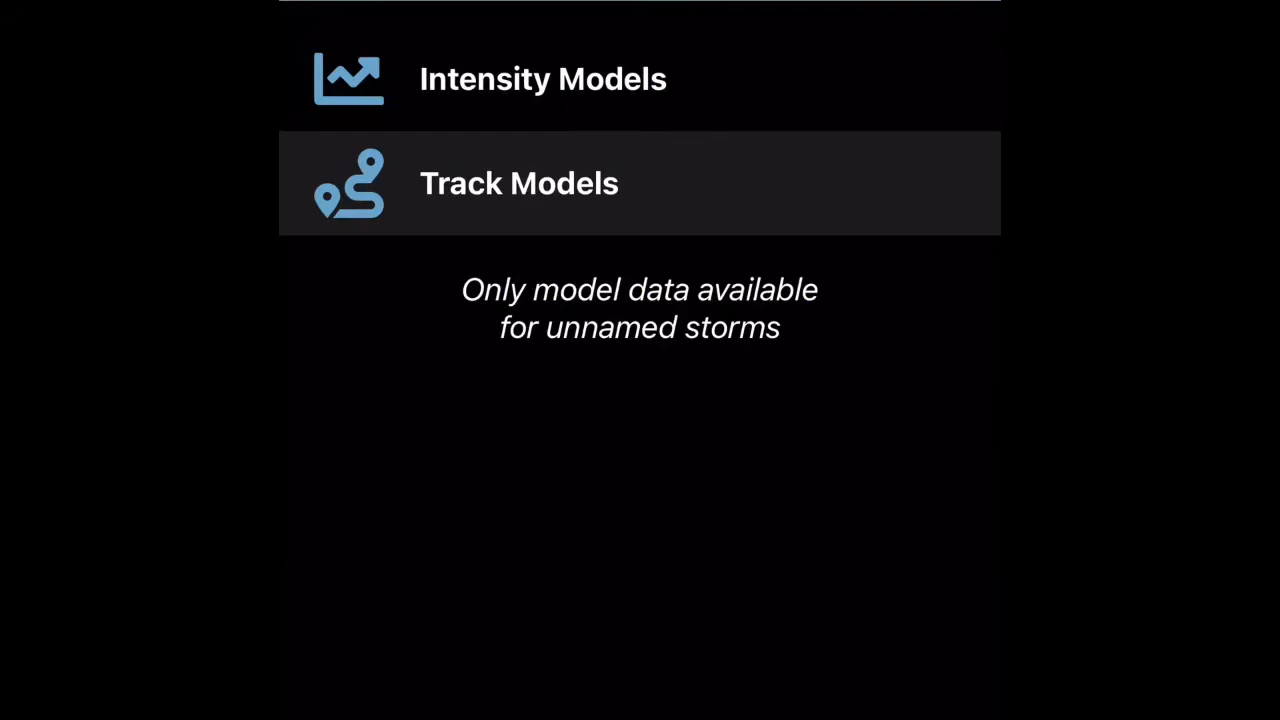 Intensity Models
Track Models
Only model data available
for unnamed storms